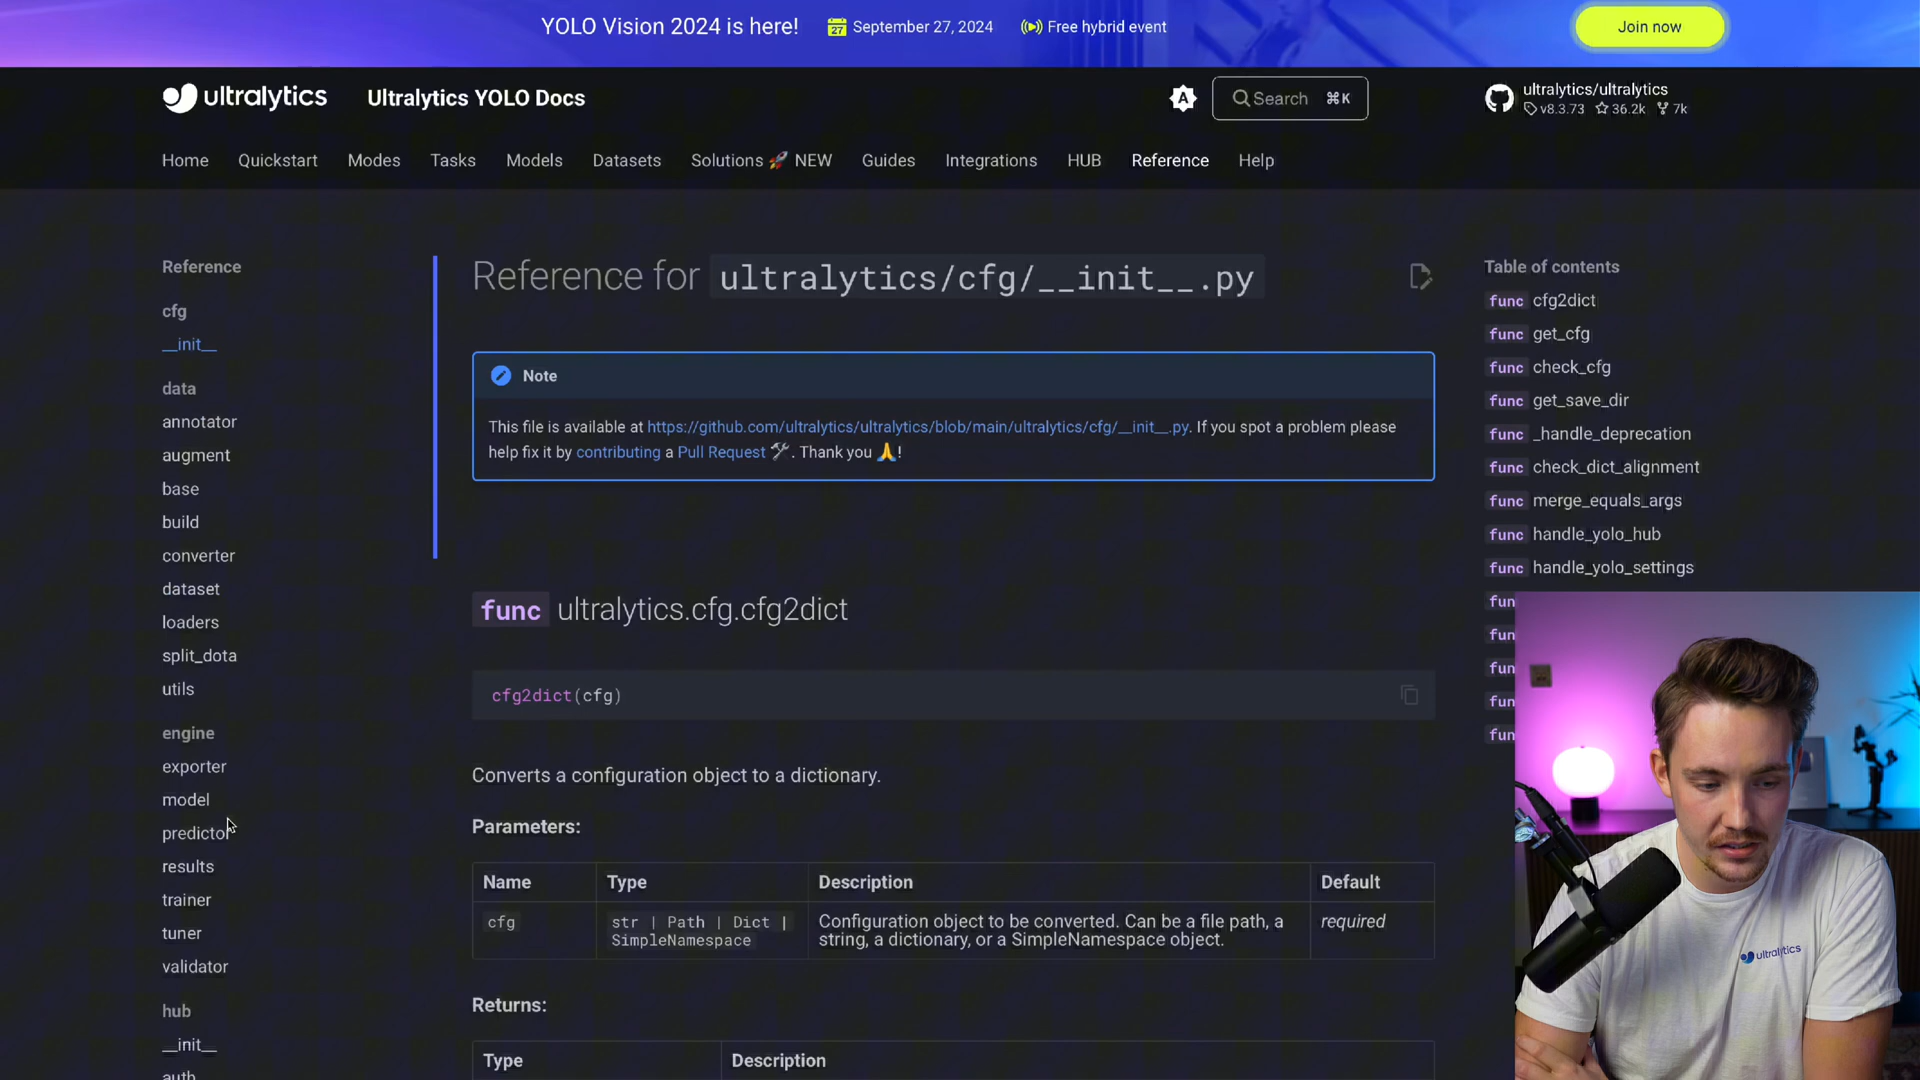 YOLO Vision 2024 is here!
27 September 27, 2024
Free hybrid event
Join now
ultralytics
Ultralytics YOLO Docs
A
Search ⌘K
ultralytics/ultralytics
v8.3.73 36.2k 7k
Home Quickstart Modes Tasks Models Datasets Solutions 🚀 NEW Guides Integrations HUB Reference Help
Reference
cfg
__init__
data
annotator
augment
base
build
converter
dataset
loaders
split_dota
utils
engine
exporter
model
predictor
results
trainer
tuner
validator
hub
__init__
auth
Reference for ultralytics/cfg/__init__.py
Note
This file is available at https://github.com/ultralytics/ultralytics/blob/main/ultralytics/cfg/__init__.py. If you spot a problem please
help fix it by contributing a Pull Request 🛠️. Thank you 🙏!
func ultralytics.cfg.cfg2dict
cfg2dict(cfg)
Converts a configuration object to a dictionary.
Parameters:
Name Type Description Default
cfg str | Path | Dict | Configuration object to be converted. Can be a file path, a required
SimpleNamespace string, a dictionary, or a SimpleNamespace object.
Returns:
Type Description
Table of contents
func cfg2dict
func get_cfg
func check_cfg
func get_save_dir
func _handle_deprecation
func check_dict_alignment
func merge_equals_args
func handle_yolo_hub
func handle_yolo_settings
fun
fun
fun
fun
fun
ultralytics